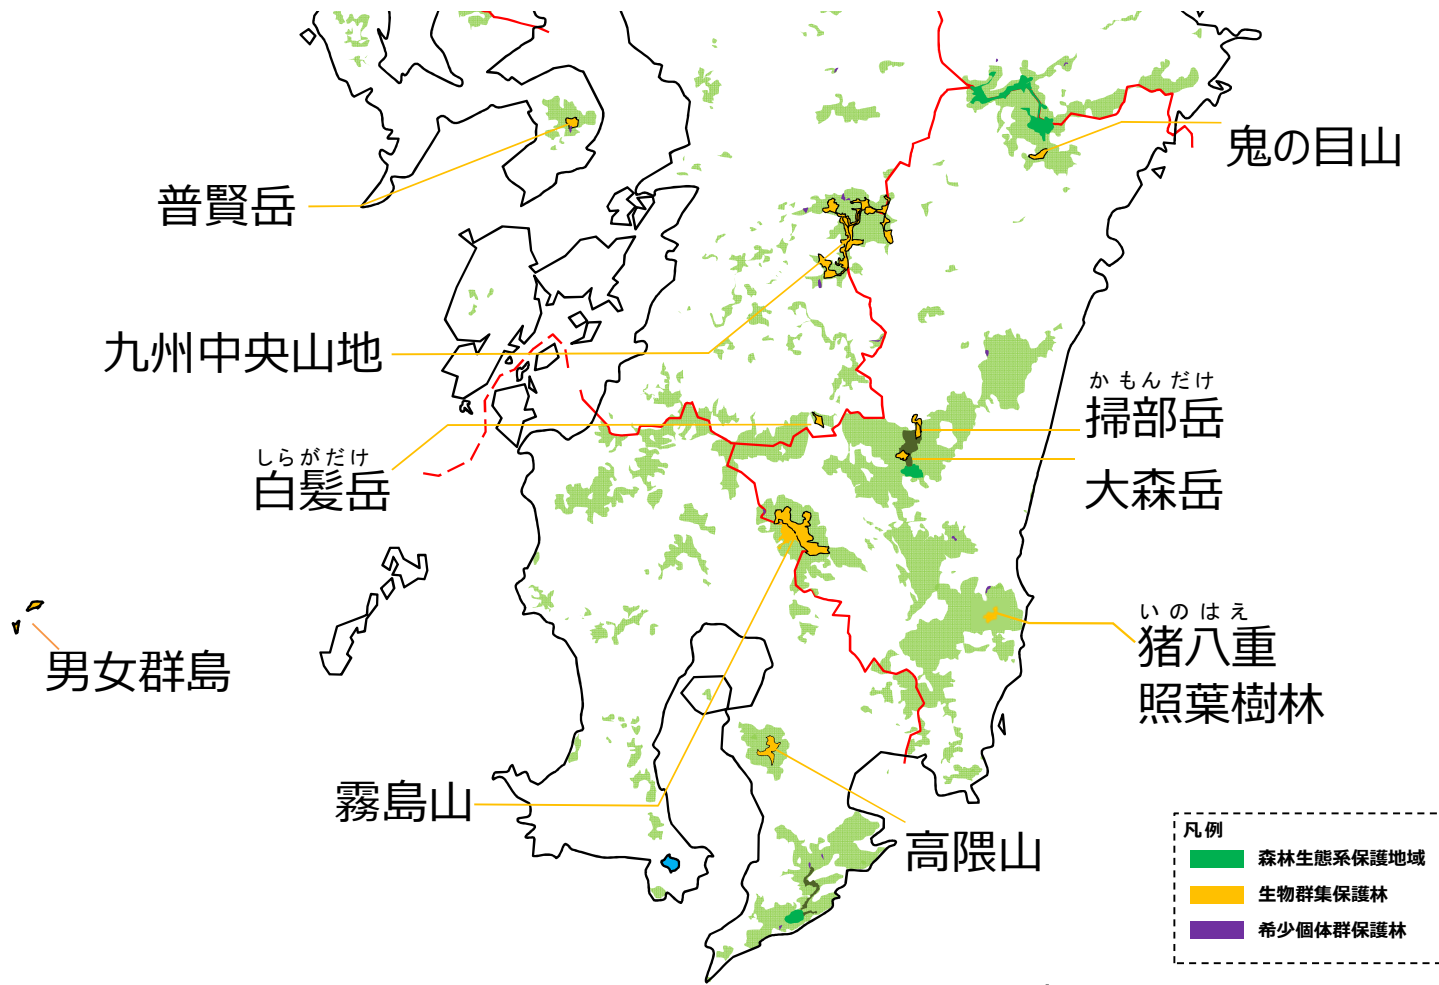 鬼の目山
普賢岳
九州中央山地
かもんだけ
掃部岳
しらがだけ
白髪岳
大森岳
いのはえ
猪八重
照葉樹林
男女群島
霧島山
高隈山
凡例
森林生態系保護地域
生物群集保護林
希少個体群保護林